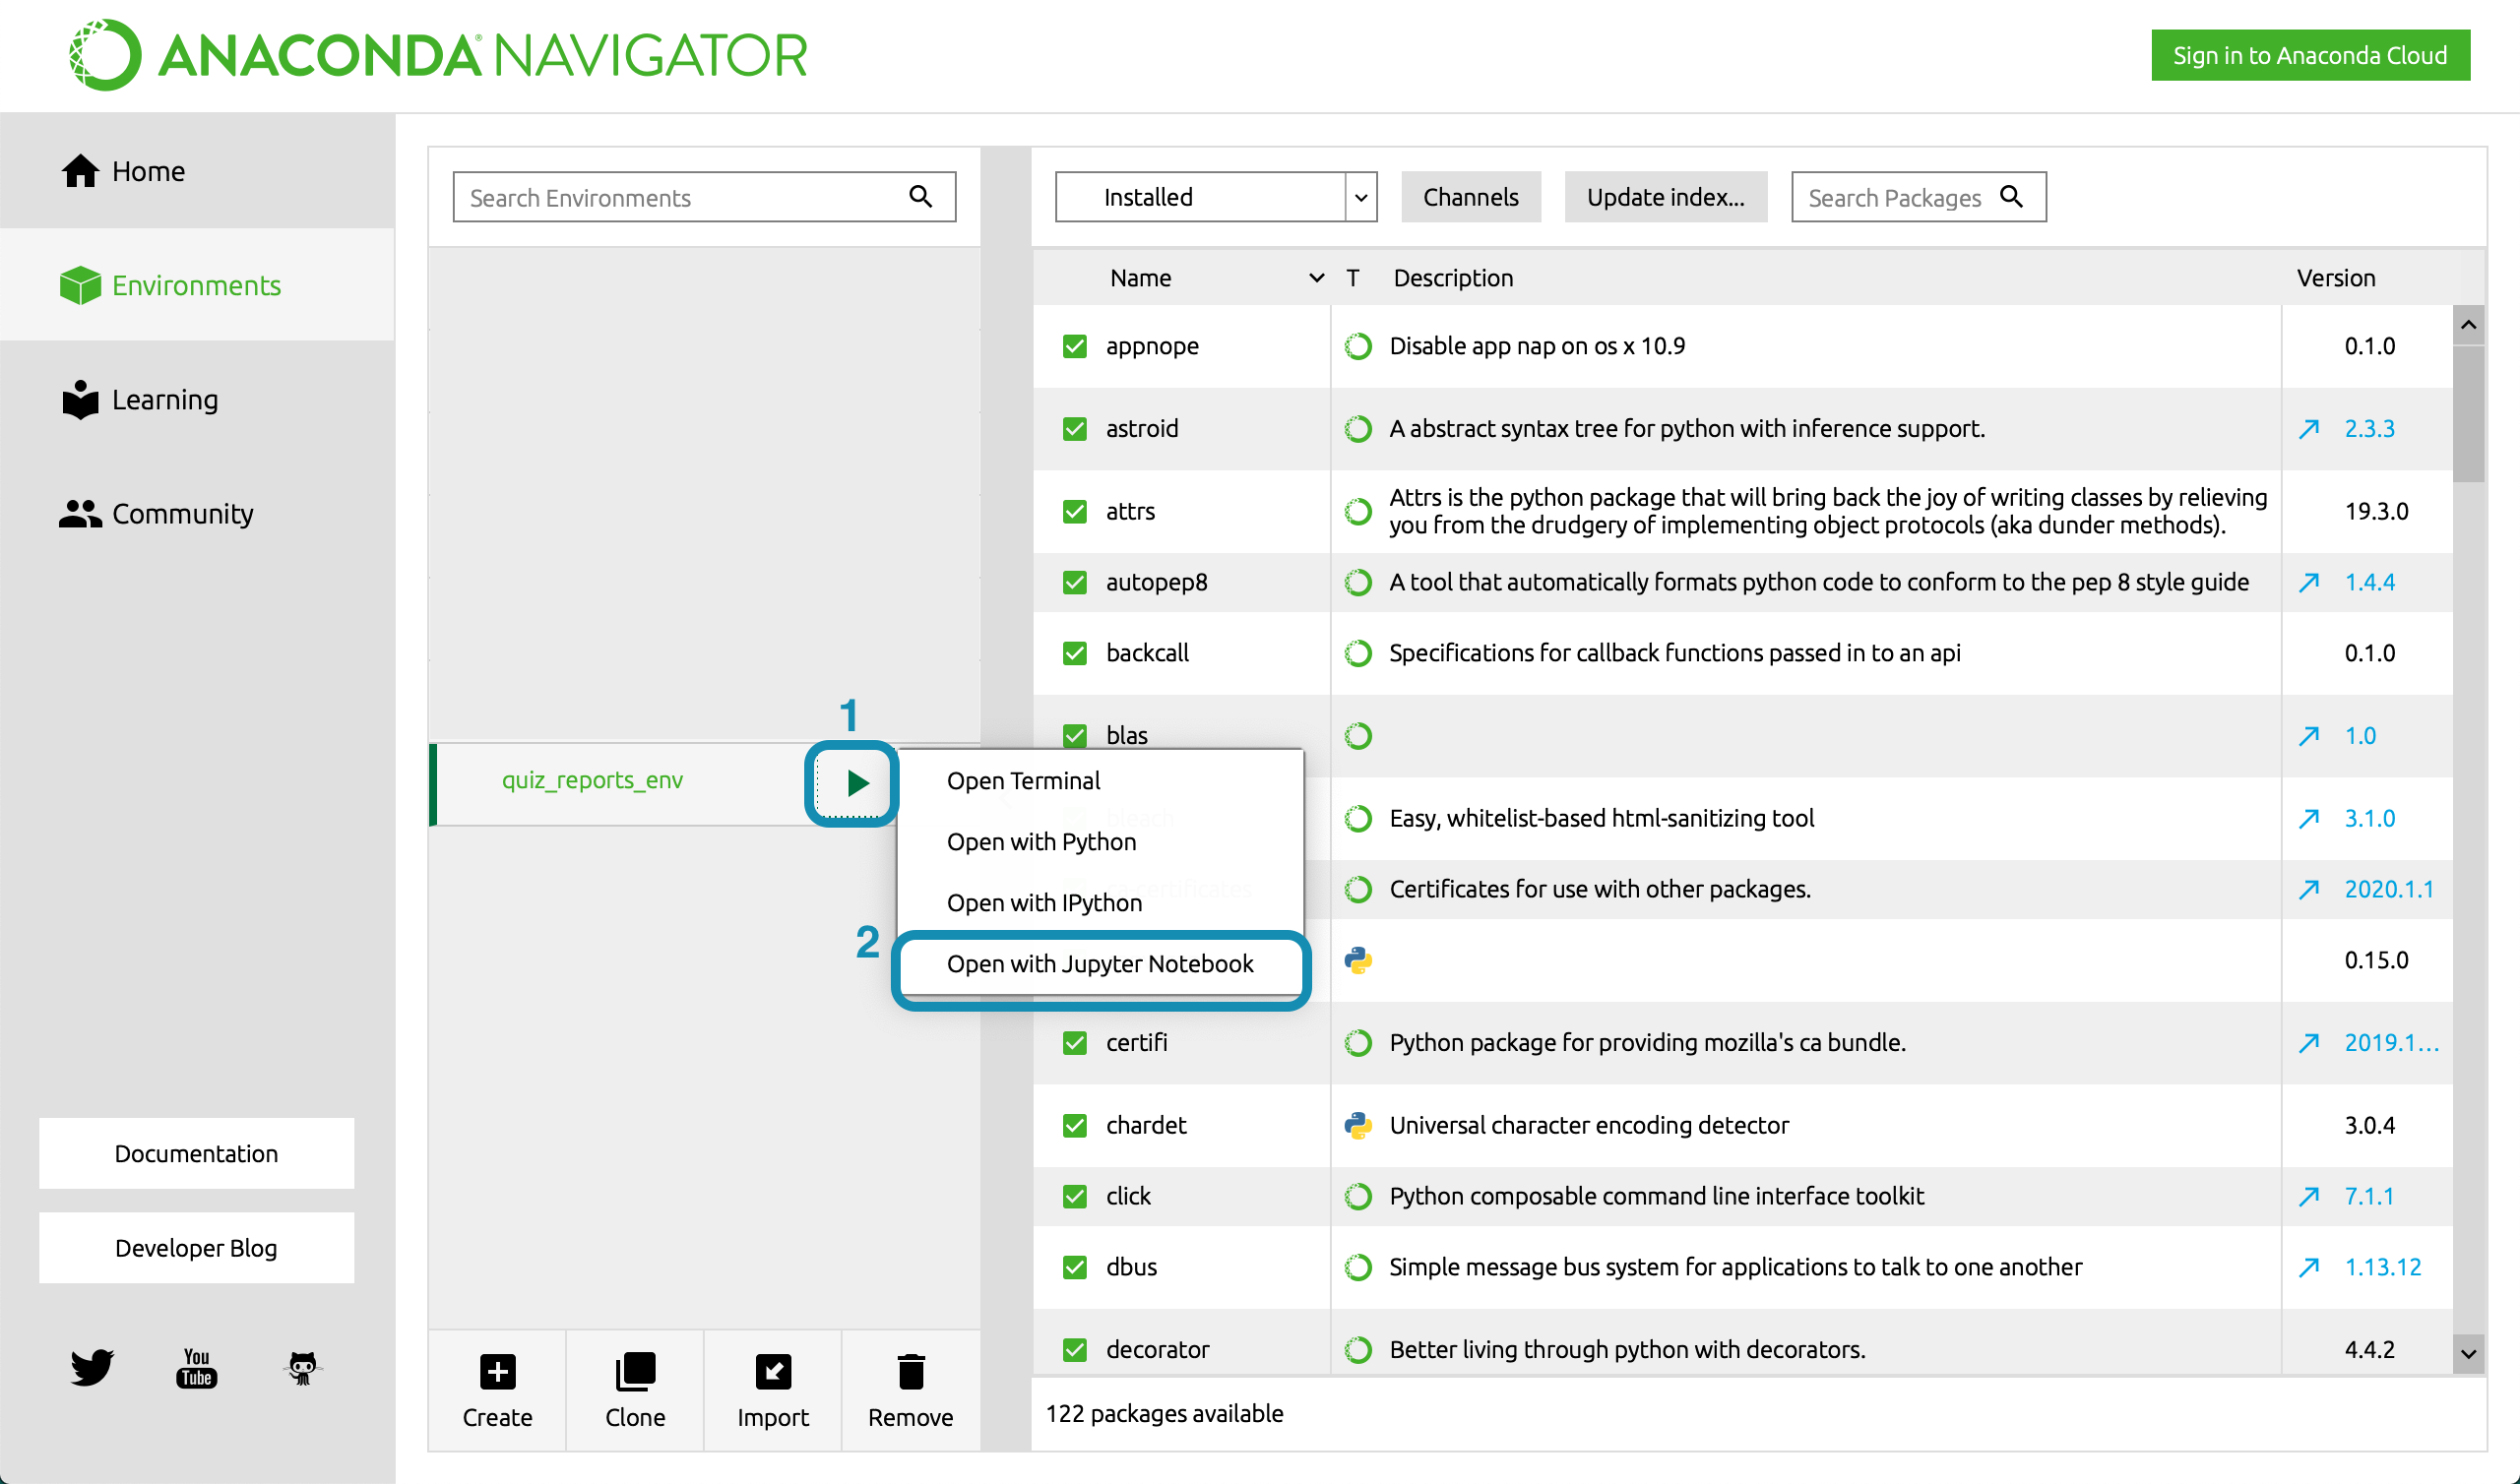 ANACONDA® NAVIGATOR
Sign in to Anaconda Cloud
Home
Environments
Learning
Community
Documentation
Developer Blog
You
Tube
Search Environments
1
quiz_reports_env
Open Terminal
Open with Python
Open with IPython
2
Open with Jupyter Notebook
Create
Clone
Import
Remove
Installed
Channels
Update index...
Search Packages
Name T Description Version
appnope Disable app nap on os x 10.9 0.1.0
astroid A abstract syntax tree for python with inference support. 2.3.3
attrs Attrs is the python package that will bring back the joy of writing classes by relieving
you from the drudgery of implementing object protocols (aka dunder methods). 19.3.0
autopep8 A tool that automatically formats python code to conform to the pep 8 style guide 1.4.4
backcall Specifications for callback functions passed in to an api 0.1.0
blas 1.0
bleach Easy, whitelist-based html-sanitizing tool 3.1.0
Certificates for use with other packages. 2020.1.1
0.15.0
certifi Python package for providing mozilla's ca bundle. 2019.1...
chardet Universal character encoding detector 3.0.4
click Python composable command line interface toolkit 7.1.1
dbus Simple message bus system for applications to talk to one another 1.13.12
decorator Better living through python with decorators. 4.4.2
122 packages available